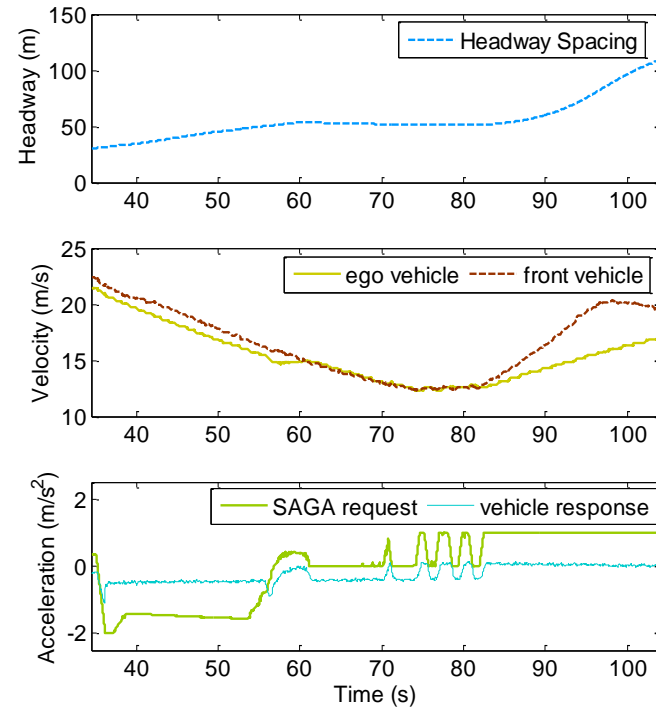 150
100
50
0
Headway (m)
Headway Spacing
40 50 60 70 80 90 100
25
20
15
10
Velocity (m/s)
ego vehicle front vehicle
40 50 60 70 80 90 100
2
0
-2
Acceleration (m/s²)
SAGA request vehicle response
40 50 60 70 80 90 100
Time (s)